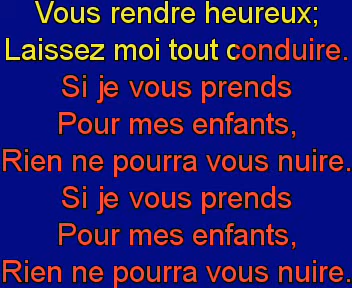 Vous rendre heureux;
Laissez moi tout conduire.
Si je vous prends
Pour mes enfants,
Rien ne pourra vous nuire.
Si je vous prends
Pour mes enfants,
Rien ne pourra vous nuire.